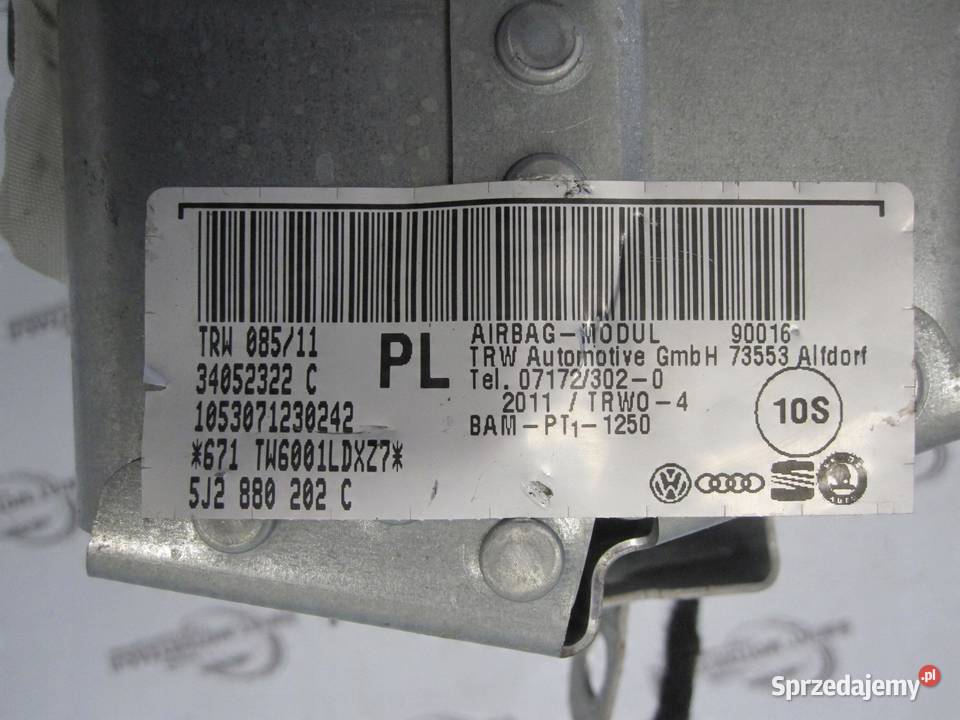 TRW 085/11
34052322 C
1053071230242
*671 TW6001LDXZ7*
5J2 880 202 C
PL
AIRBAG-MODUL 90016
TRW Automotive GmbH 73553 Alfdorf
Tel. 07172/302-0
2011 / TRWO-4
BAM-PT1-1250
10S
Sprzedajemy.pl